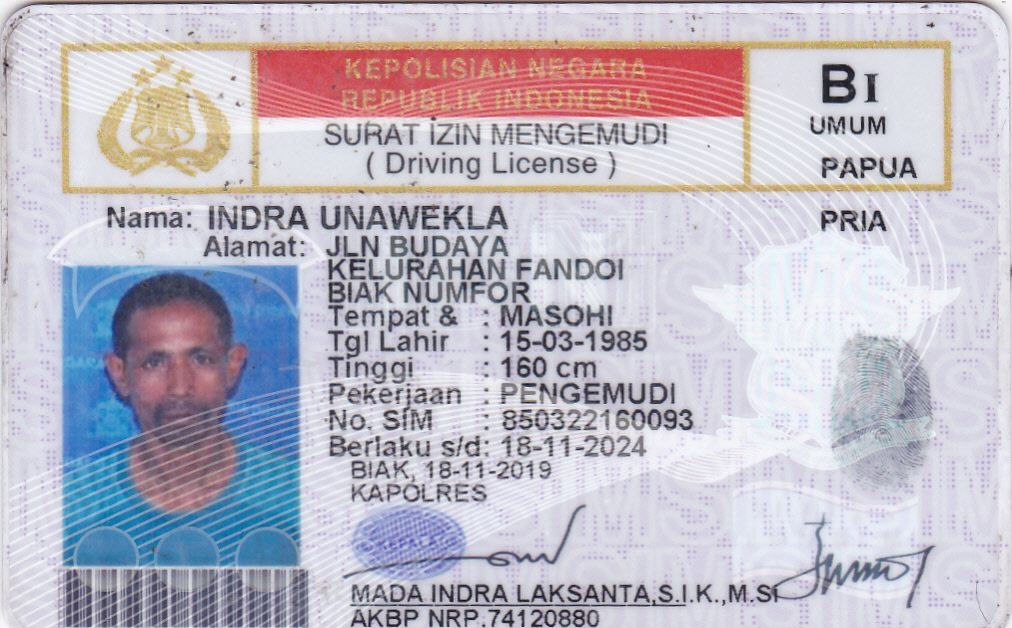 KEPOLISIAN NEGARA
REPUBLIK INDONESIA
SURAT IZIN MENGEMUDI
( Driving License )
BI
UMUM
PAPUA
Nama: INDRA UNAWEKLA
PRIA
Alamat: JLN BUDAYA
KELURAHAN FANDOI
BIAK NUMFOR
Tempat & : MASOHI
Tgl Lahir : 15-03-1985
Tinggi : 160 cm
Pekerjaan : PENGEMUDI
No. SIM : 850322160093
Berlaku s/d: 18-11-2024
BIAK, 18-11-2019
KAPOLRES
MADA INDRA LAKSANTA,S.I.K.,M.Si
AKBP NRP.74120880